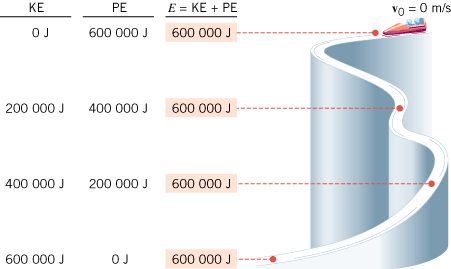 KE PE E = KE + PE v₀ = 0 m/s
0 J 600 000 J 600 000 J
200 000 J 400 000 J 600 000 J
400 000 J 200 000 J 600 000 J
600 000 J 0 J 600 000 J